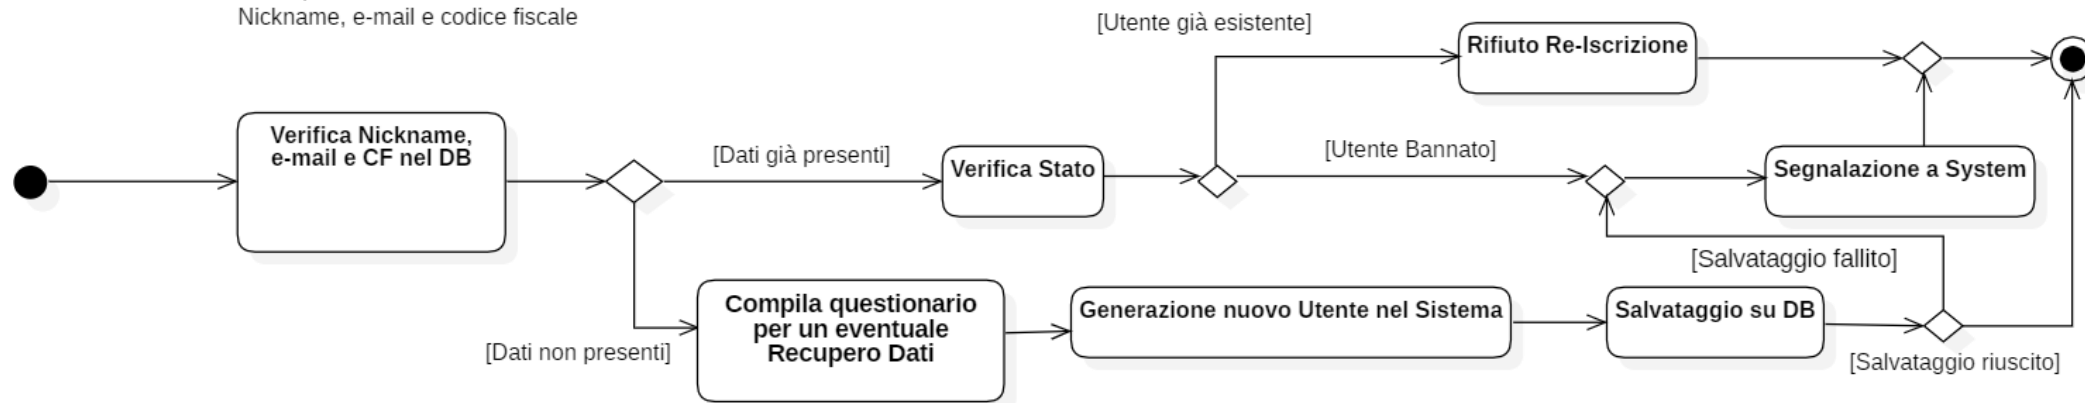 Nickname, e-mail e codice fiscale
[Utente già esistente]
Rifiuto Re-Iscrizione
Verifica Nickname,
e-mail e CF nel DB
[Dati già presenti]
Verifica Stato
[Utente Bannato]
Segnalazione a System
[Salvataggio fallito]
Compila questionario
per un eventuale
Recupero Dati
[Dati non presenti]
Generazione nuovo Utente nel Sistema
Salvataggio su DB
[Salvataggio riuscito]